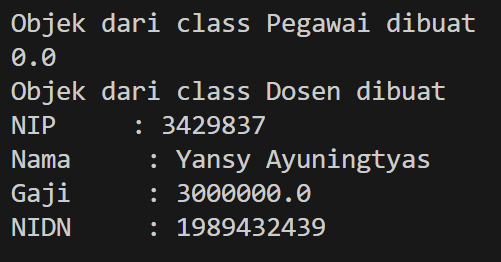 Objek dari class Pegawai dibuat
0.0
Objek dari class Dosen dibuat
NIP     : 3429837
Nama     : Yansy Ayuningtyas
Gaji     : 3000000.0
NIDN     : 1989432439